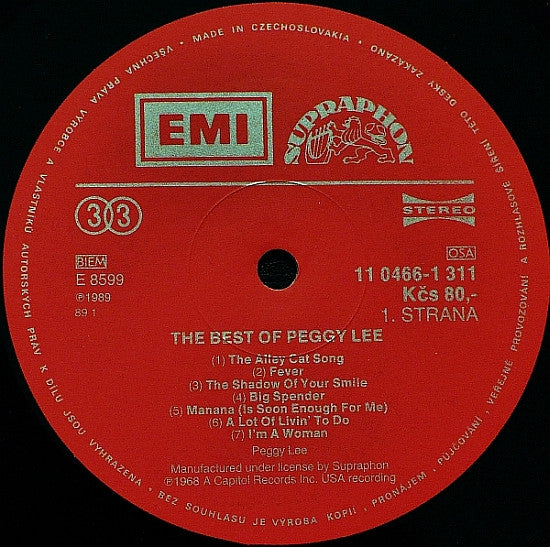 • MADE IN CZECHOSLOVAKIA •
VŠECHNA PRÁVA VÝROBCE A VLASTNÍKŮ AUTORSKÝCH PRÁV K DÍLU JSOU VYHRAZENA • BEZ SOUHLASU JE VÝROBA KOPIÍ • PRONÁJEM • PŮJČOVÁNÍ • VEŘEJNÉ PROVOZOVÁNÍ A ROZHLASOVÉ ŠÍŘENÍ TÉTO DESKY ZAKÁZÁNO
EMI
SUPRAPHON
33
STEREO
BIEM
E 8599
℗1989
89 1
OSA
11 0466-1 311
Kčs 80,-
1. STRANA
THE BEST OF PEGGY LEE
(1) The Alley Cat Song
(2) Fever
(3) The Shadow Of Your Smile
(4) Big Spender
(5) Manana (Is Soon Enough For Me)
(6) A Lot Of Livin' To Do
(7) I'm A Woman
Peggy Lee
Manufactured under license by Supraphon
℗1968 A Capitol Records Inc. USA recording